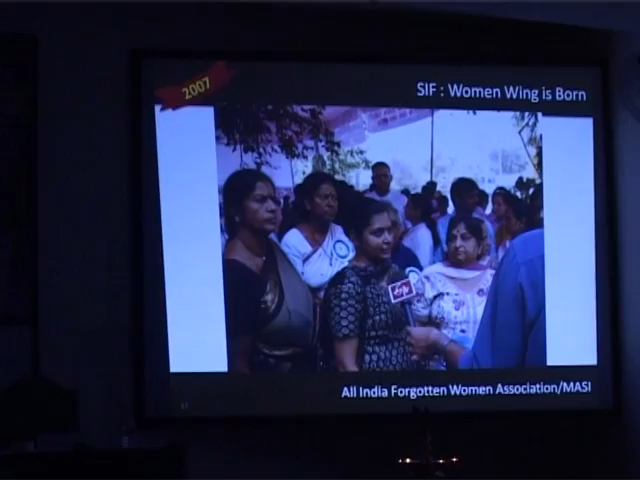 2007
SIF : Women Wing is Born
All India Forgotten Women Association/MASI